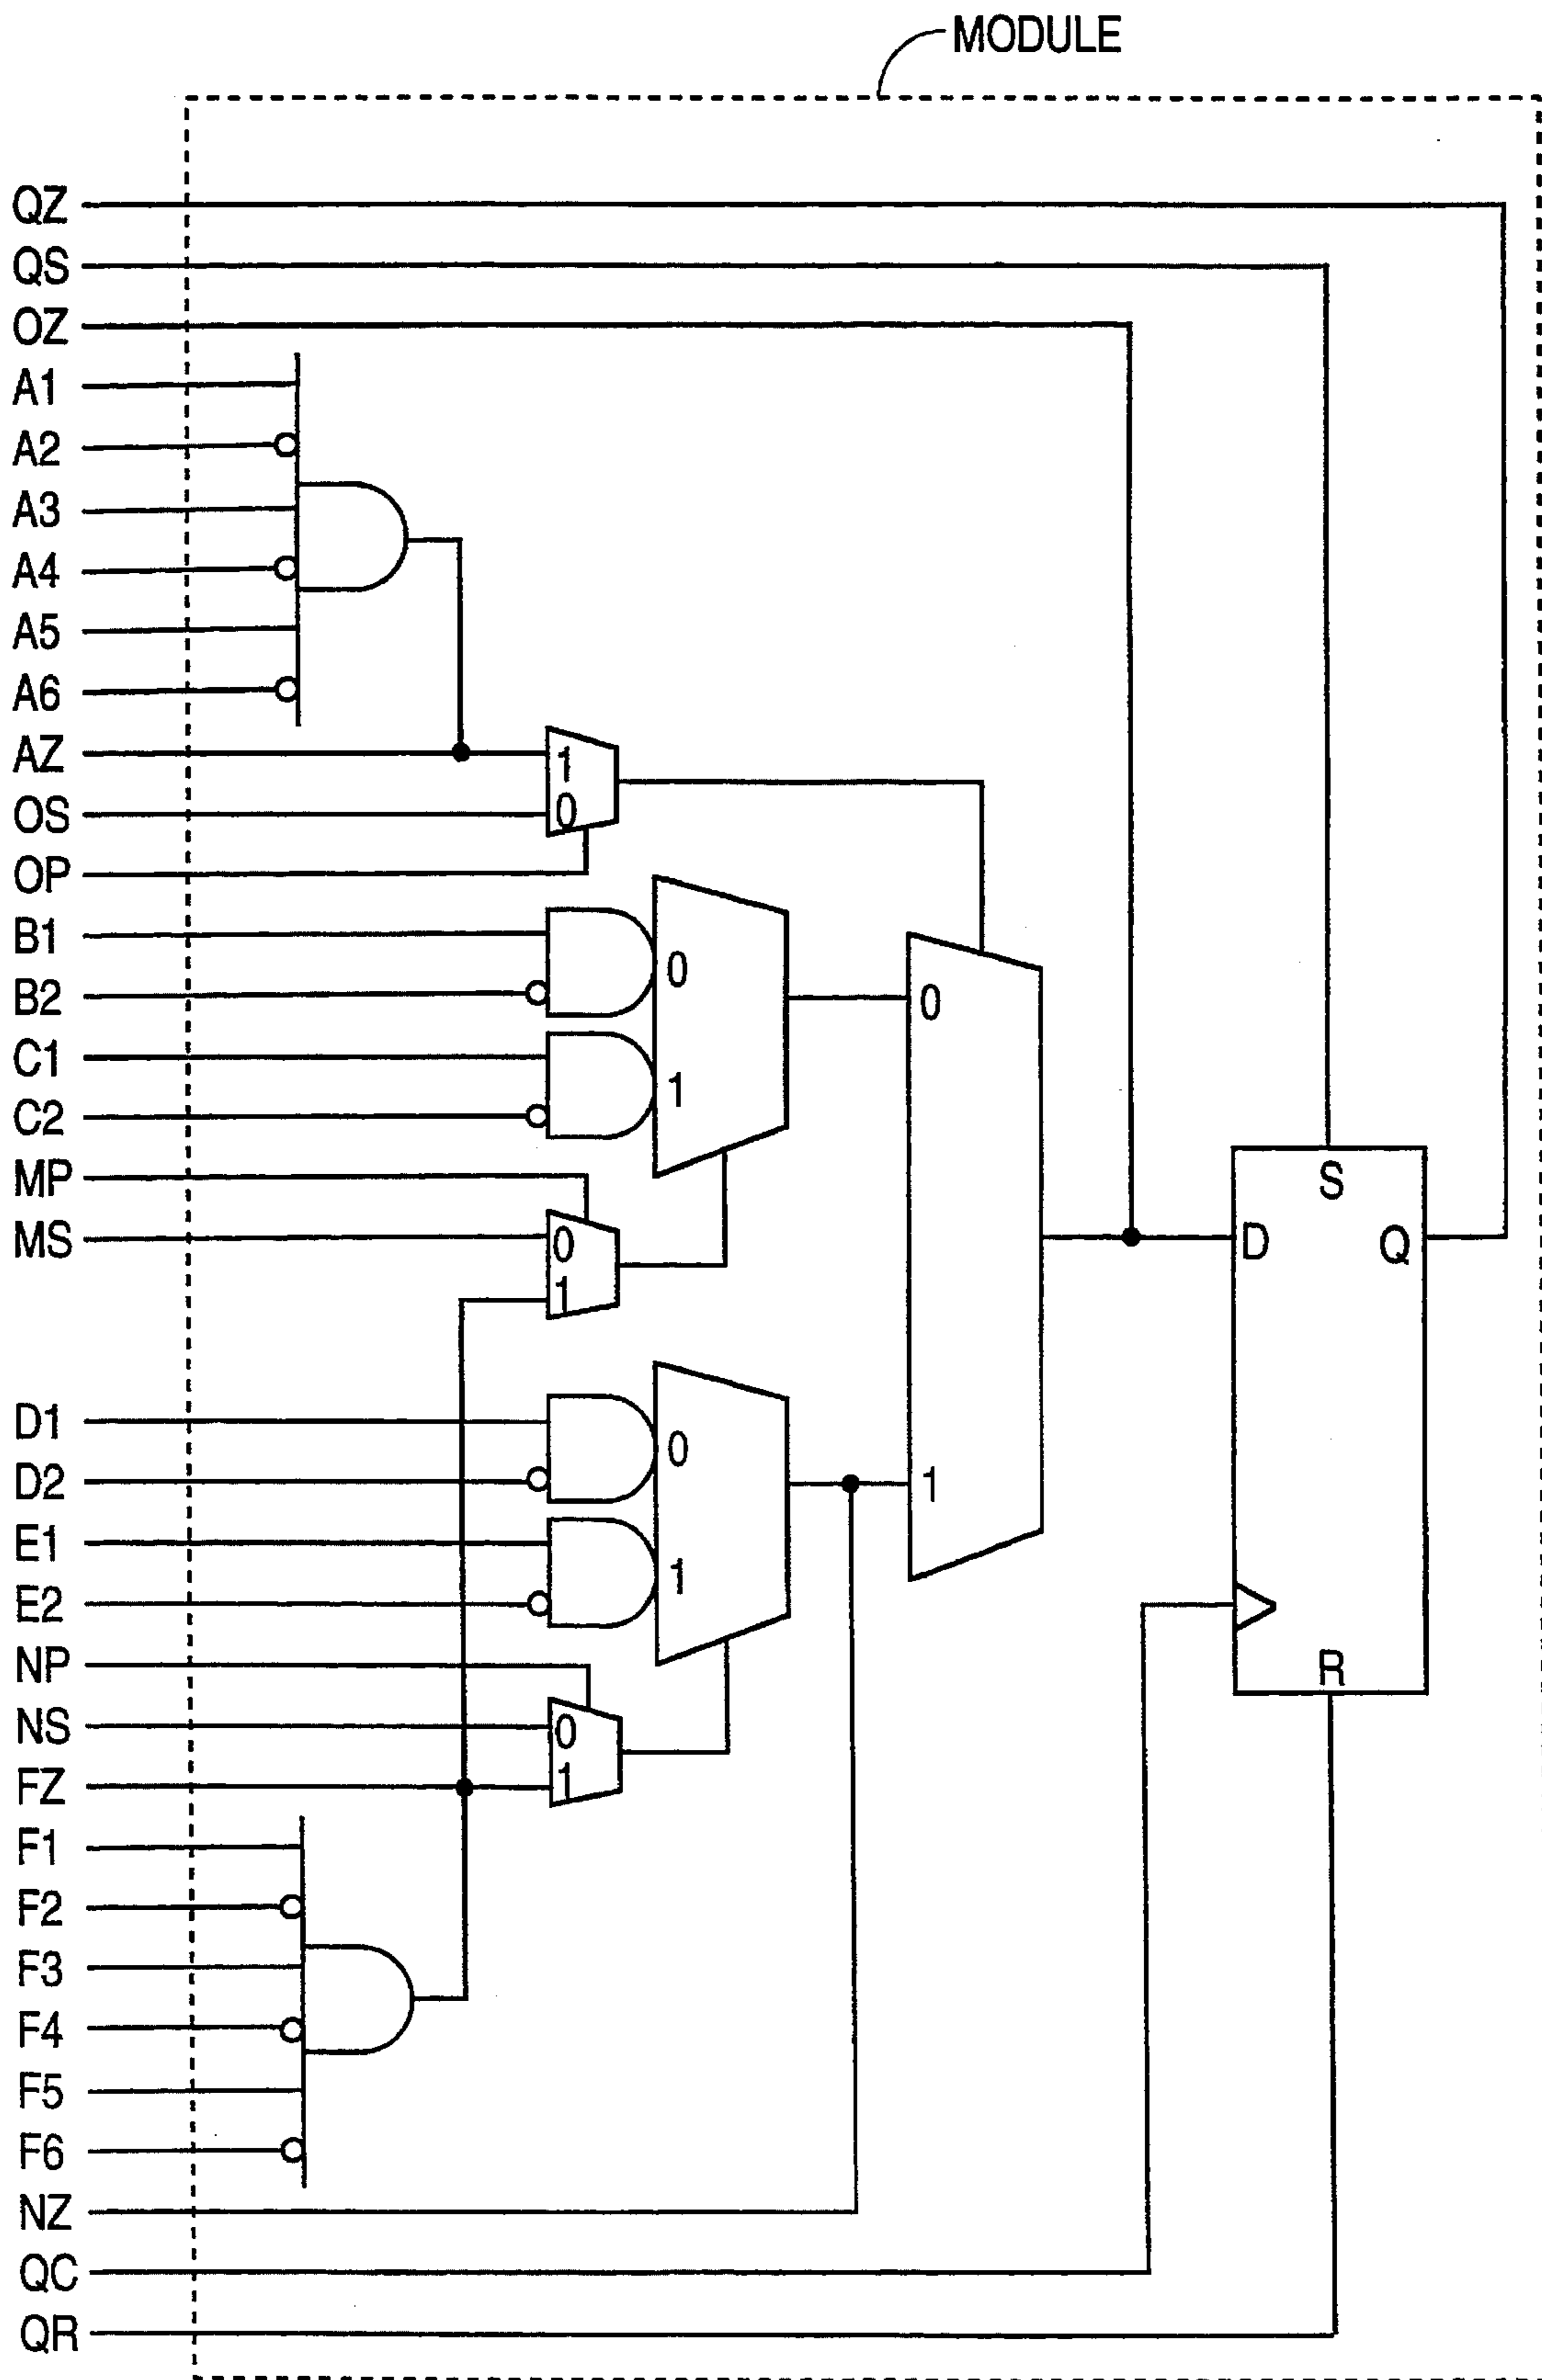 MODULE
QZ
QS
OZ
A1
A2
A3
A4
A5
A6
AZ
1
OS
0
OP
B1
0
B2
0
C1
1
C2
MP
S
MS
0
D
Q
1
D1
0
D2
1
E1
1
E2
NP
R
NS
0
FZ
1
F1
F2
F3
F4
F5
F6
NZ
QC
QR